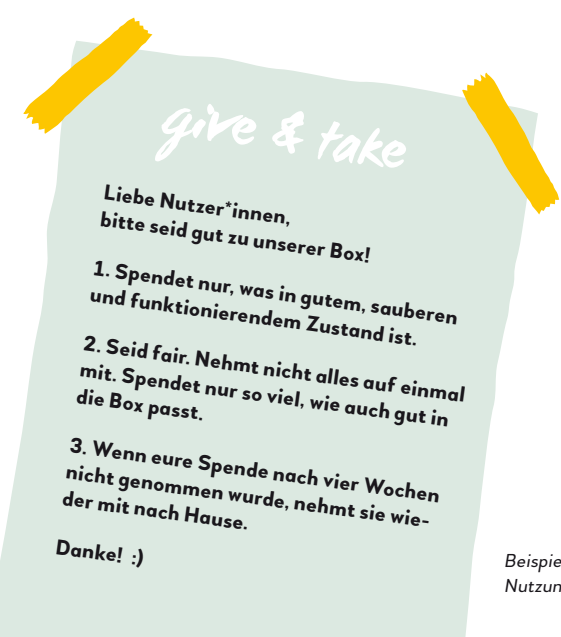 give & take
Liebe Nutzer*innen,
bitte seid gut zu unserer Box!
1. Spendet nur, was in gutem, sauberen
und funktionierendem Zustand ist.
2. Seid fair. Nehmt nicht alles auf einmal
mit. Spendet nur so viel, wie auch gut in
die Box passt.
3. Wenn eure Spende nach vier Wochen
nicht genommen wurde, nehmt sie wie-
der mit nach Hause.
Danke! :)